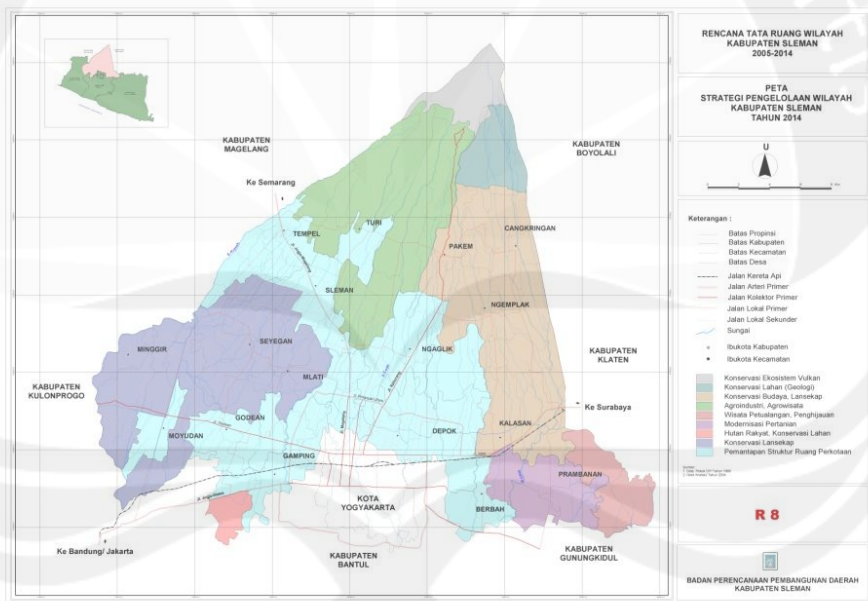 RENCANA TATA RUANG WILAYAH
KABUPATEN SLEMAN
2005-2014
PETA
STRATEGI PENGELOLAAN WILAYAH
KABUPATEN SLEMAN
TAHUN 2014
U
Keterangan :
Batas Propinsi
Batas Kabupaten
Batas Kecamatan
Batas Desa
Jalan Kereta Api
Jalan Arteri Primer
Jalan Kolektor Primer
Jalan Lokal Primer
Jalan Lokal Sekunder
Sungai
Ibukota Kabupaten
Ibukota Kecamatan
Konservasi Ekosistem Vulkan
Konservasi Lahan (Geologi)
Konservasi Budaya, Lansekap
Agroindustri, Agrowisata
Wisata Petualangan, Penghijauan
Modernisasi Pertanian
Hutan Rakyat, Konservasi Lahan
Konservasi Lansekap
Pemantapan Struktur Ruang Perkotaan
R 8
BADAN PERENCANAAN PEMBANGUNAN DAERAH
KABUPATEN SLEMAN
KABUPATEN
MAGELANG
KABUPATEN
BOYOLALI
Ke Semarang
TURI
TEMPEL
CANGKRINGAN
PAKEM
SLEMAN
NGEMPLAK
SEYEGAN
MINGGIR
NGAGLIK
MLATI
KABUPATEN
KLATEN
KABUPATEN
KULONPROGO
Ke Surabaya
GODEAN
MOYUDAN
DEPOK
KALASAN
GAMPING
PRAMBANAN
KOTA
YOGYAKARTA
BERBAH
Ke Bandung/ Jakarta
KABUPATEN
BANTUL
KABUPATEN
GUNUNGKIDUL